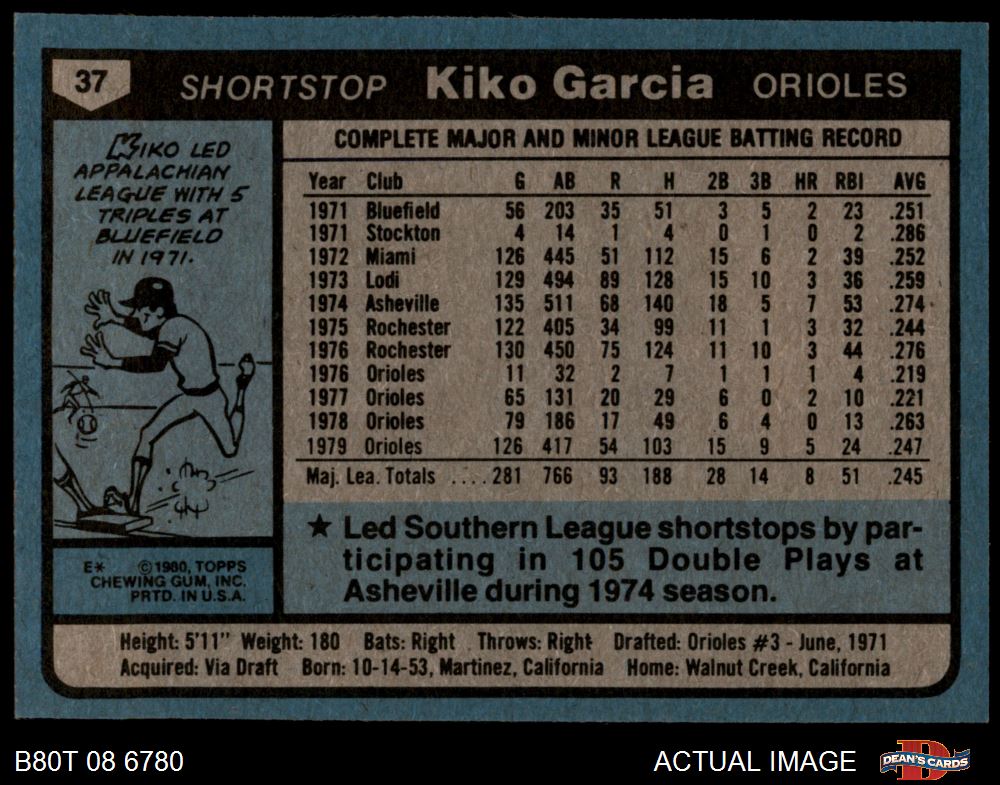 37 SHORTSTOP Kiko Garcia ORIOLES
KIKO LED
APPALACHIAN
LEAGUE WITH 5
TRIPLES AT
BLUEFIELD
IN 1971.
E* ©1980, TOPPS
CHEWING GUM, INC.
PRTD. IN U.S.A.
COMPLETE MAJOR AND MINOR LEAGUE BATTING RECORD
Year Club G AB R H 2B 3B HR RBI AVG
1971 Bluefield 56 203 35 51 3 5 2 23 .251
1971 Stockton 4 14 1 4 0 1 0 2 .286
1972 Miami 126 445 51 112 15 6 2 39 .252
1973 Lodi 129 494 89 128 15 10 3 36 .259
1974 Asheville 135 511 68 140 18 5 7 53 .274
1975 Rochester 122 405 34 99 11 1 3 32 .244
1976 Rochester 130 450 75 124 11 10 3 44 .276
1976 Orioles 11 32 2 7 1 1 1 4 .219
1977 Orioles 65 131 20 29 6 0 2 10 .221
1978 Orioles 79 186 17 49 6 4 0 13 .263
1979 Orioles 126 417 54 103 15 9 5 24 .247
Maj. Lea. Totals ....281 766 93 188 28 14 8 51 .245
★ Led Southern League shortstops by par-
ticipating in 105 Double Plays at
Asheville during 1974 season.
Height: 5'11" Weight: 180 Bats: Right Throws: Right Drafted: Orioles #3 - June, 1971
Acquired: Via Draft Born: 10-14-53, Martinez, California Home: Walnut Creek, California
B80T 08 6780 ACTUAL IMAGE DEAN'S CARDS